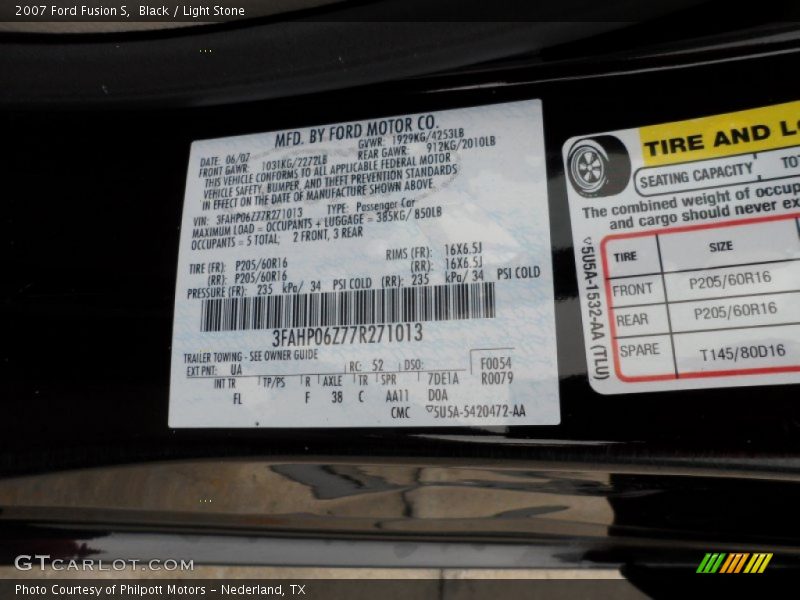 2007 Ford Fusion S,  Black / Light Stone
MFD. BY FORD MOTOR CO.
DATE: 06/07 GVWR: 1929KG/4253LB
FRONT GAWR: 1031KG/2272LB REAR GAWR: 912KG/2010LB
THIS VEHICLE CONFORMS TO ALL APPLICABLE FEDERAL MOTOR
VEHICLE SAFETY, BUMPER, AND THEFT PREVENTION STANDARDS
IN EFFECT ON THE DATE OF MANUFACTURE SHOWN ABOVE.
VIN: 3FAHP06Z77R271013 TYPE: Passenger Car
MAXIMUM LOAD = OCCUPANTS + LUGGAGE = 385KG/ 850LB
OCCUPANTS = 5 TOTAL, 2 FRONT, 3 REAR
TIRE (FR): P205/60R16 RIMS (FR): 16X6.5J
(RR): P205/60R16 (RR): 16X6.5J
PRESSURE (FR): 235 kPa/ 34 PSI COLD (RR): 235 kPa/ 34 PSI COLD
3FAHP06Z77R271013
TRAILER TOWING - SEE OWNER GUIDE
EXT PNT: UA RC: 52 DSO: F0054
INT TR TP/PS R AXLE TR SPR 7DE1A R0079
FL F 38 C AA11 D0A
CMC ▽5U5A-5420472-AA
TIRE AND LO
SEATING CAPACITY TOT
The combined weight of occup
and cargo should never ex
TIRE SIZE
FRONT P205/60R16
REAR P205/60R16
SPARE T145/80D16
▽5U5A-1532-AA (TLU)
GTCARLOT.COM
Photo Courtesy of Philpott Motors - Nederland, TX